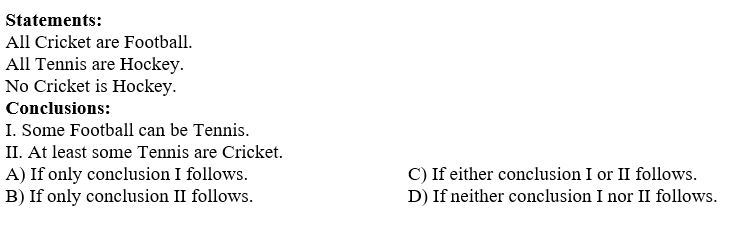 Statements:
All Cricket are Football.
All Tennis are Hockey.
No Cricket is Hockey.
Conclusions:
I. Some Football can be Tennis.
II. At least some Tennis are Cricket.
A) If only conclusion I follows. C) If either conclusion I or II follows.
B) If only conclusion II follows. D) If neither conclusion I nor II follows.